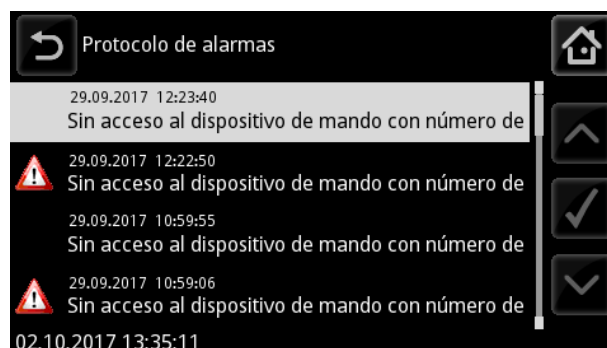 Protocolo de alarmas
29.09.2017 12:23:40
Sin acceso al dispositivo de mando con número de
29.09.2017 12:22:50
Sin acceso al dispositivo de mando con número de
29.09.2017 10:59:55
Sin acceso al dispositivo de mando con número de
29.09.2017 10:59:06
Sin acceso al dispositivo de mando con número de
02.10.2017 13:35:11